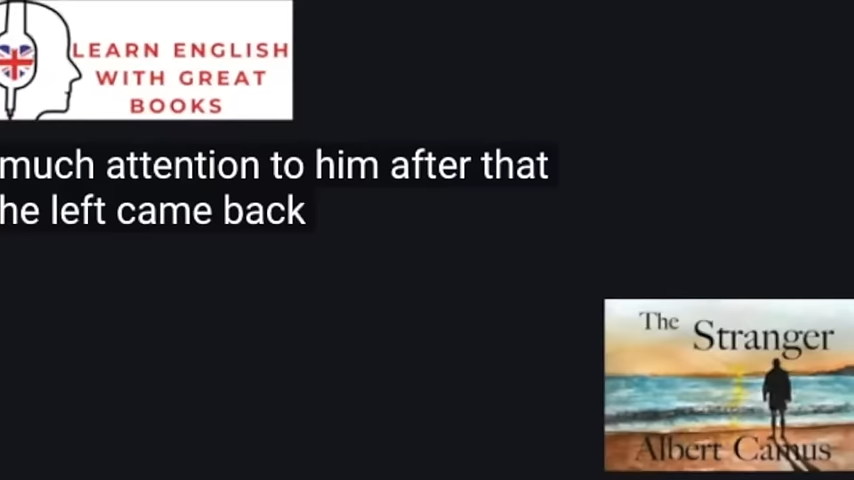 LEARN ENGLISH
WITH GREAT
BOOKS
much attention to him after that
he left came back
The Stranger
Albert Camus